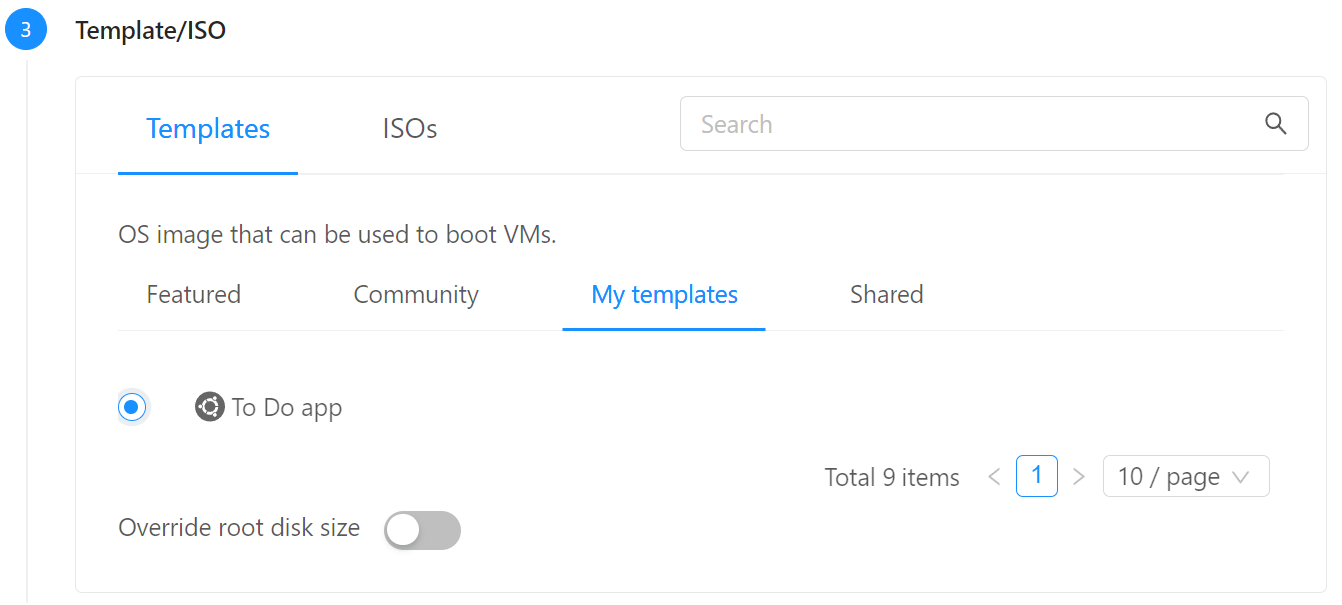 3 Template/ISO
Templates ISOs Search
OS image that can be used to boot VMs.
Featured Community My templates Shared
To Do app
Total 9 items < 1 > 10 / page
Override root disk size